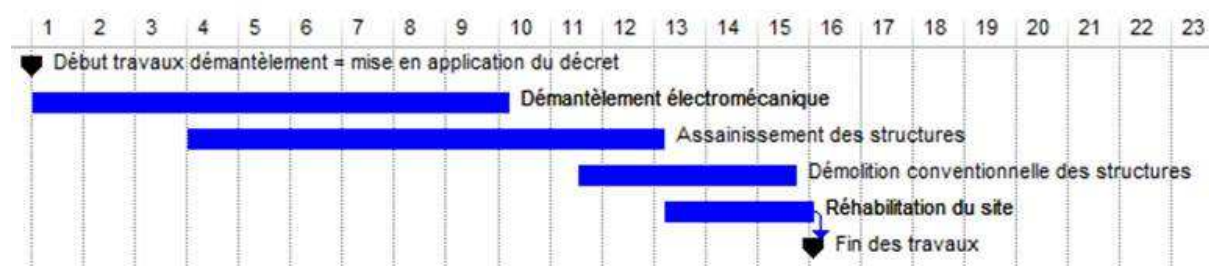 1 2 3 4 5 6 7 8 9 10 11 12 13 14 15 16 17 18 19 20 21 22 23
Début travaux démantèlement = mise en application du décret
Démantèlement électromécanique
Assainissement des structures
Démolition conventionnelle des structures
Réhabilitation du site
Fin des travaux